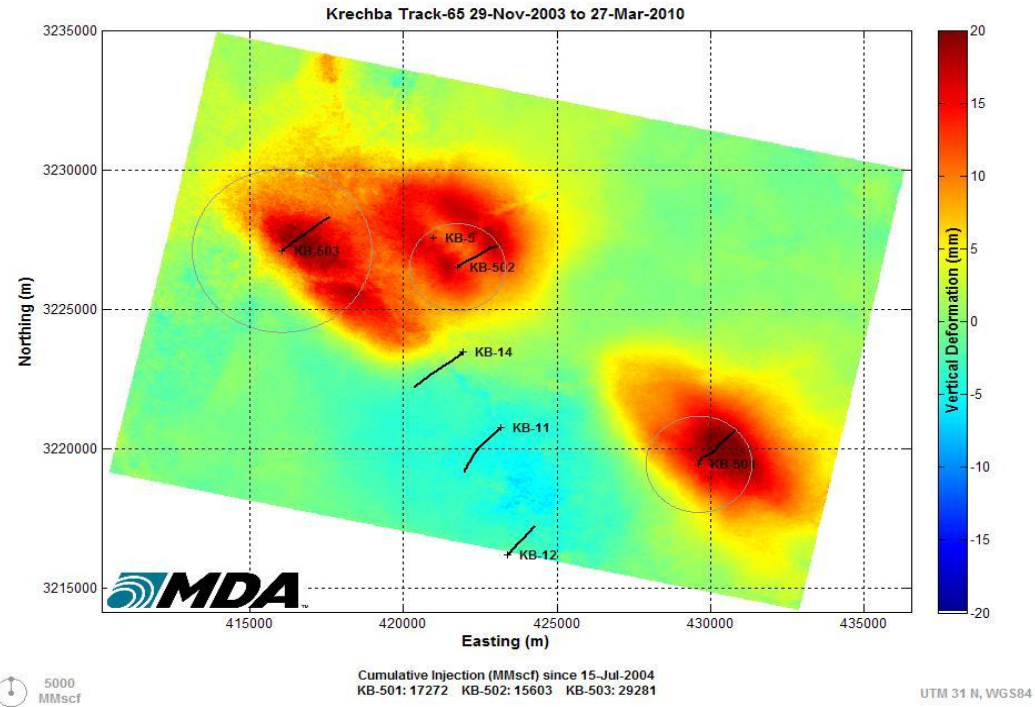 Krechba Track-65 29-Nov-2003 to 27-Mar-2010
3235000
3230000
3225000
3220000
3215000
Northing (m)
KB-503
KB-5
KB-502
KB-14
KB-11
KB-501
KB-12
MDA
415000 420000 425000 430000 435000
Easting (m)
20
15
10
5
0
-5
-10
-15
-20
Vertical Deformation (mm)
5000
MMscf
Cumulative Injection (MMscf) since 15-Jul-2004
KB-501: 17272 KB-502: 15603 KB-503: 29281
UTM 31 N, WGS84